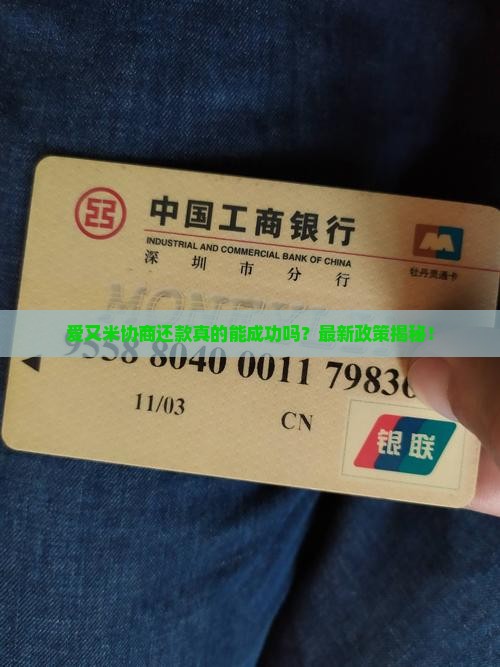 中国工商银行
INDUSTRIAL AND COMMERCIAL BANK OF CHINA
深圳市分行
牡丹灵通卡
爱又米协商还款真的能成功吗？最新政策揭秘！
9558 8040 0011 7983
11/03
CN
银联